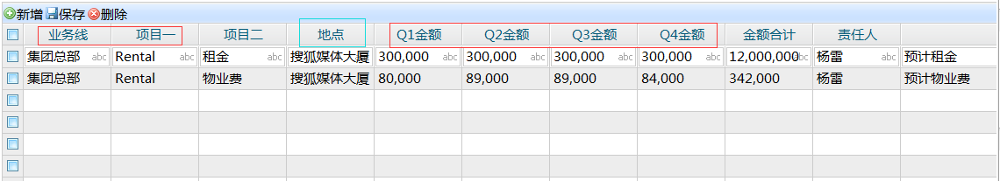 新增 保存 删除
业务线 项目一 项目二 地点 Q1金额 Q2金额 Q3金额 Q4金额 金额合计 责任人
集团总部 abc Rental abc 租金 abc 搜狐媒体大厦 300,000 abc 300,000 abc 300,000 abc 300,000 abc 12,000,000 abc 杨雷 abc 预计租金
集团总部 Rental 物业费 搜狐媒体大厦 80,000 89,000 89,000 84,000 342,000 杨雷 预计物业费